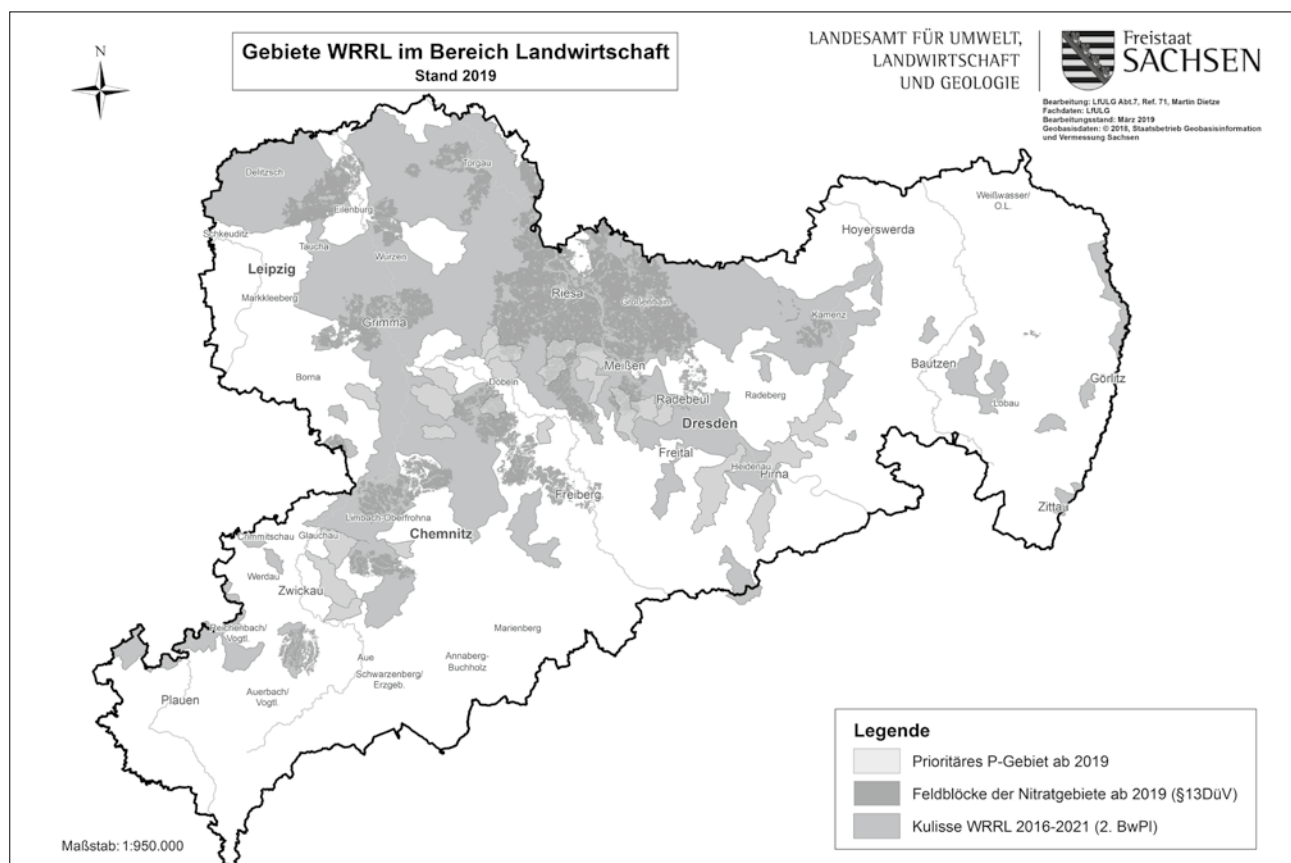 Gebiete WRRL im Bereich Landwirtschaft
Stand 2019
N
LANDESAMT FÜR UMWELT,
LANDWIRTSCHAFT
UND GEOLOGIE
Freistaat
SACHSEN
Bearbeitung: LfULG Abt.7, Ref. 71, Martin Dietze
Fachdaten: LfULG
Bearbeitungsstand: März 2019
Geobasisdaten: © 2018, Staatsbetrieb Geobasisinformation
und Vermessung Sachsen
Delitzsch
Torgau
Eilenburg
Weißwasser/
O.L.
Schkeuditz
Taucha
Wurzen
Hoyerswerda
Leipzig
Markkleeberg
Riesa
Großenhain
Grimma
Kamenz
Borna
Döbeln
Meißen
Bautzen
Görlitz
Radebeul
Radeberg
Löbau
Dresden
Freital
Heidenau
Pirna
Freiberg
Zittau
Limbach-Oberfrohna
Chemnitz
Crimmitschau
Glauchau
Werdau
Zwickau
Reichenbach/
Vogtl.
Marienberg
Aue
Annaberg-
Buchholz
Schwarzenberg/
Erzgeb.
Auerbach/
Vogtl.
Plauen
Legende
Prioritäres P-Gebiet ab 2019
Feldblöcke der Nitratgebiete ab 2019 (§13DüV)
Kulisse WRRL 2016-2021 (2. BwPl)
Maßstab: 1:950.000